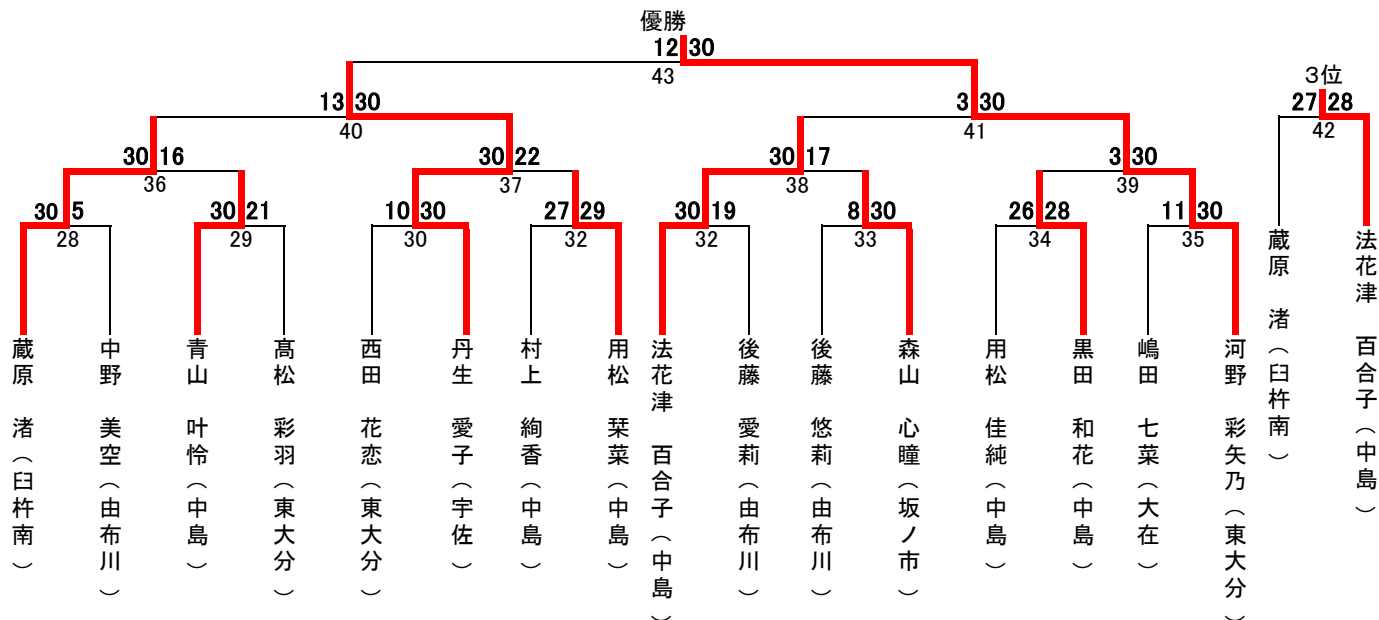 優勝
12 30
43
3位
13 30
3 30
27 28
40
41
42
30 16
30 22
30 17
3 30
36
37
38
39
30 5
30 21
10 30
27 29
30 19
8 30
26 28
11 30
28
29
30
32
32
33
34
35
蔵原 渚(臼杵南)
中野 美空(由布川)
青山 叶怜(中島)
髙松 彩羽(東大分)
西田 花恋(東大分)
丹生 愛子(宇佐)
村上 絢香(中島)
用松 栞菜(中島)
法花津 百合子(中島)
後藤 愛莉(由布川)
後藤 悠莉(由布川)
森山 心瞳(坂ノ市)
用松 佳純(中島)
黒田 和花(中島)
嶋田 七菜(大在)
河野 彩矢乃(東大分)
蔵原 渚(臼杵南)
法花津 百合子(中島)